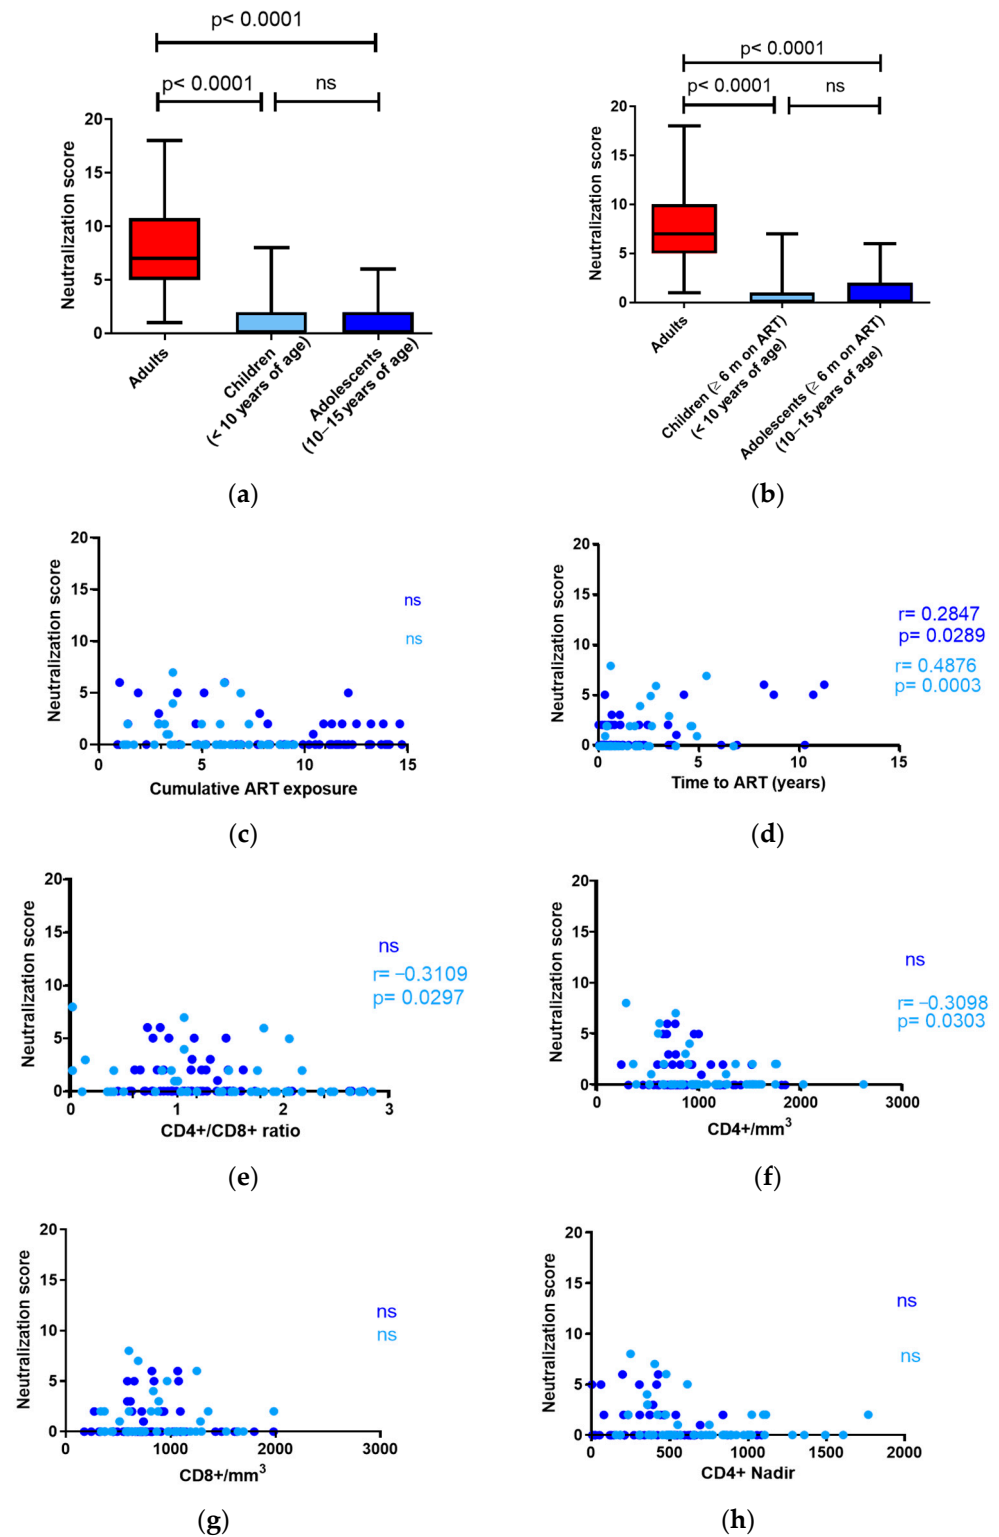 p< 0.0001
p< 0.0001
ns
20
15
10
5
0
Neutralization score
Adults
Children
(< 10 years of age)
Adolescents
(10–15 years of age)
(a)
p< 0.0001
p< 0.0001
ns
20
15
10
5
0
Neutralization score
Adults
Children (≥ 6 m on ART)
(< 10 years of age)
Adolescents (≥ 6 m on ART)
(10–15 years of age)
(b)
20
15
10
5
0
Neutralization score
ns
ns
0 5 10 15
Cumulative ART exposure
(c)
20
15
10
5
0
Neutralization score
r= 0.2847
p= 0.0289
r= 0.4876
p= 0.0003
0 5 10 15
Time to ART (years)
(d)
20
15
10
5
0
Neutralization score
ns
r= −0.3109
p= 0.0297
0 1 2 3
CD4+/CD8+ ratio
(e)
20
15
10
5
0
Neutralization score
ns
r= −0.3098
p= 0.0303
0 1000 2000 3000
CD4+/mm³
(f)
20
15
10
5
0
Neutralization score
ns
ns
0 1000 2000 3000
CD8+/mm³
(g)
20
15
10
5
0
Neutralization score
ns
ns
0 500 1000 1500 2000
CD4+ Nadir
(h)